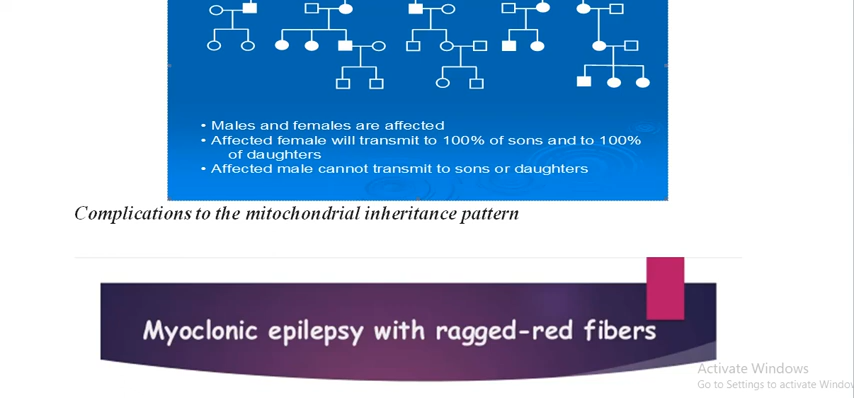 • Males and females are affected
• Affected female will transmit to 100% of sons and to 100%
of daughters
• Affected male cannot transmit to sons or daughters
Complications to the mitochondrial inheritance pattern
Myoclonic epilepsy with ragged-red fibers
Activate Windows
Go to Settings to activate Window